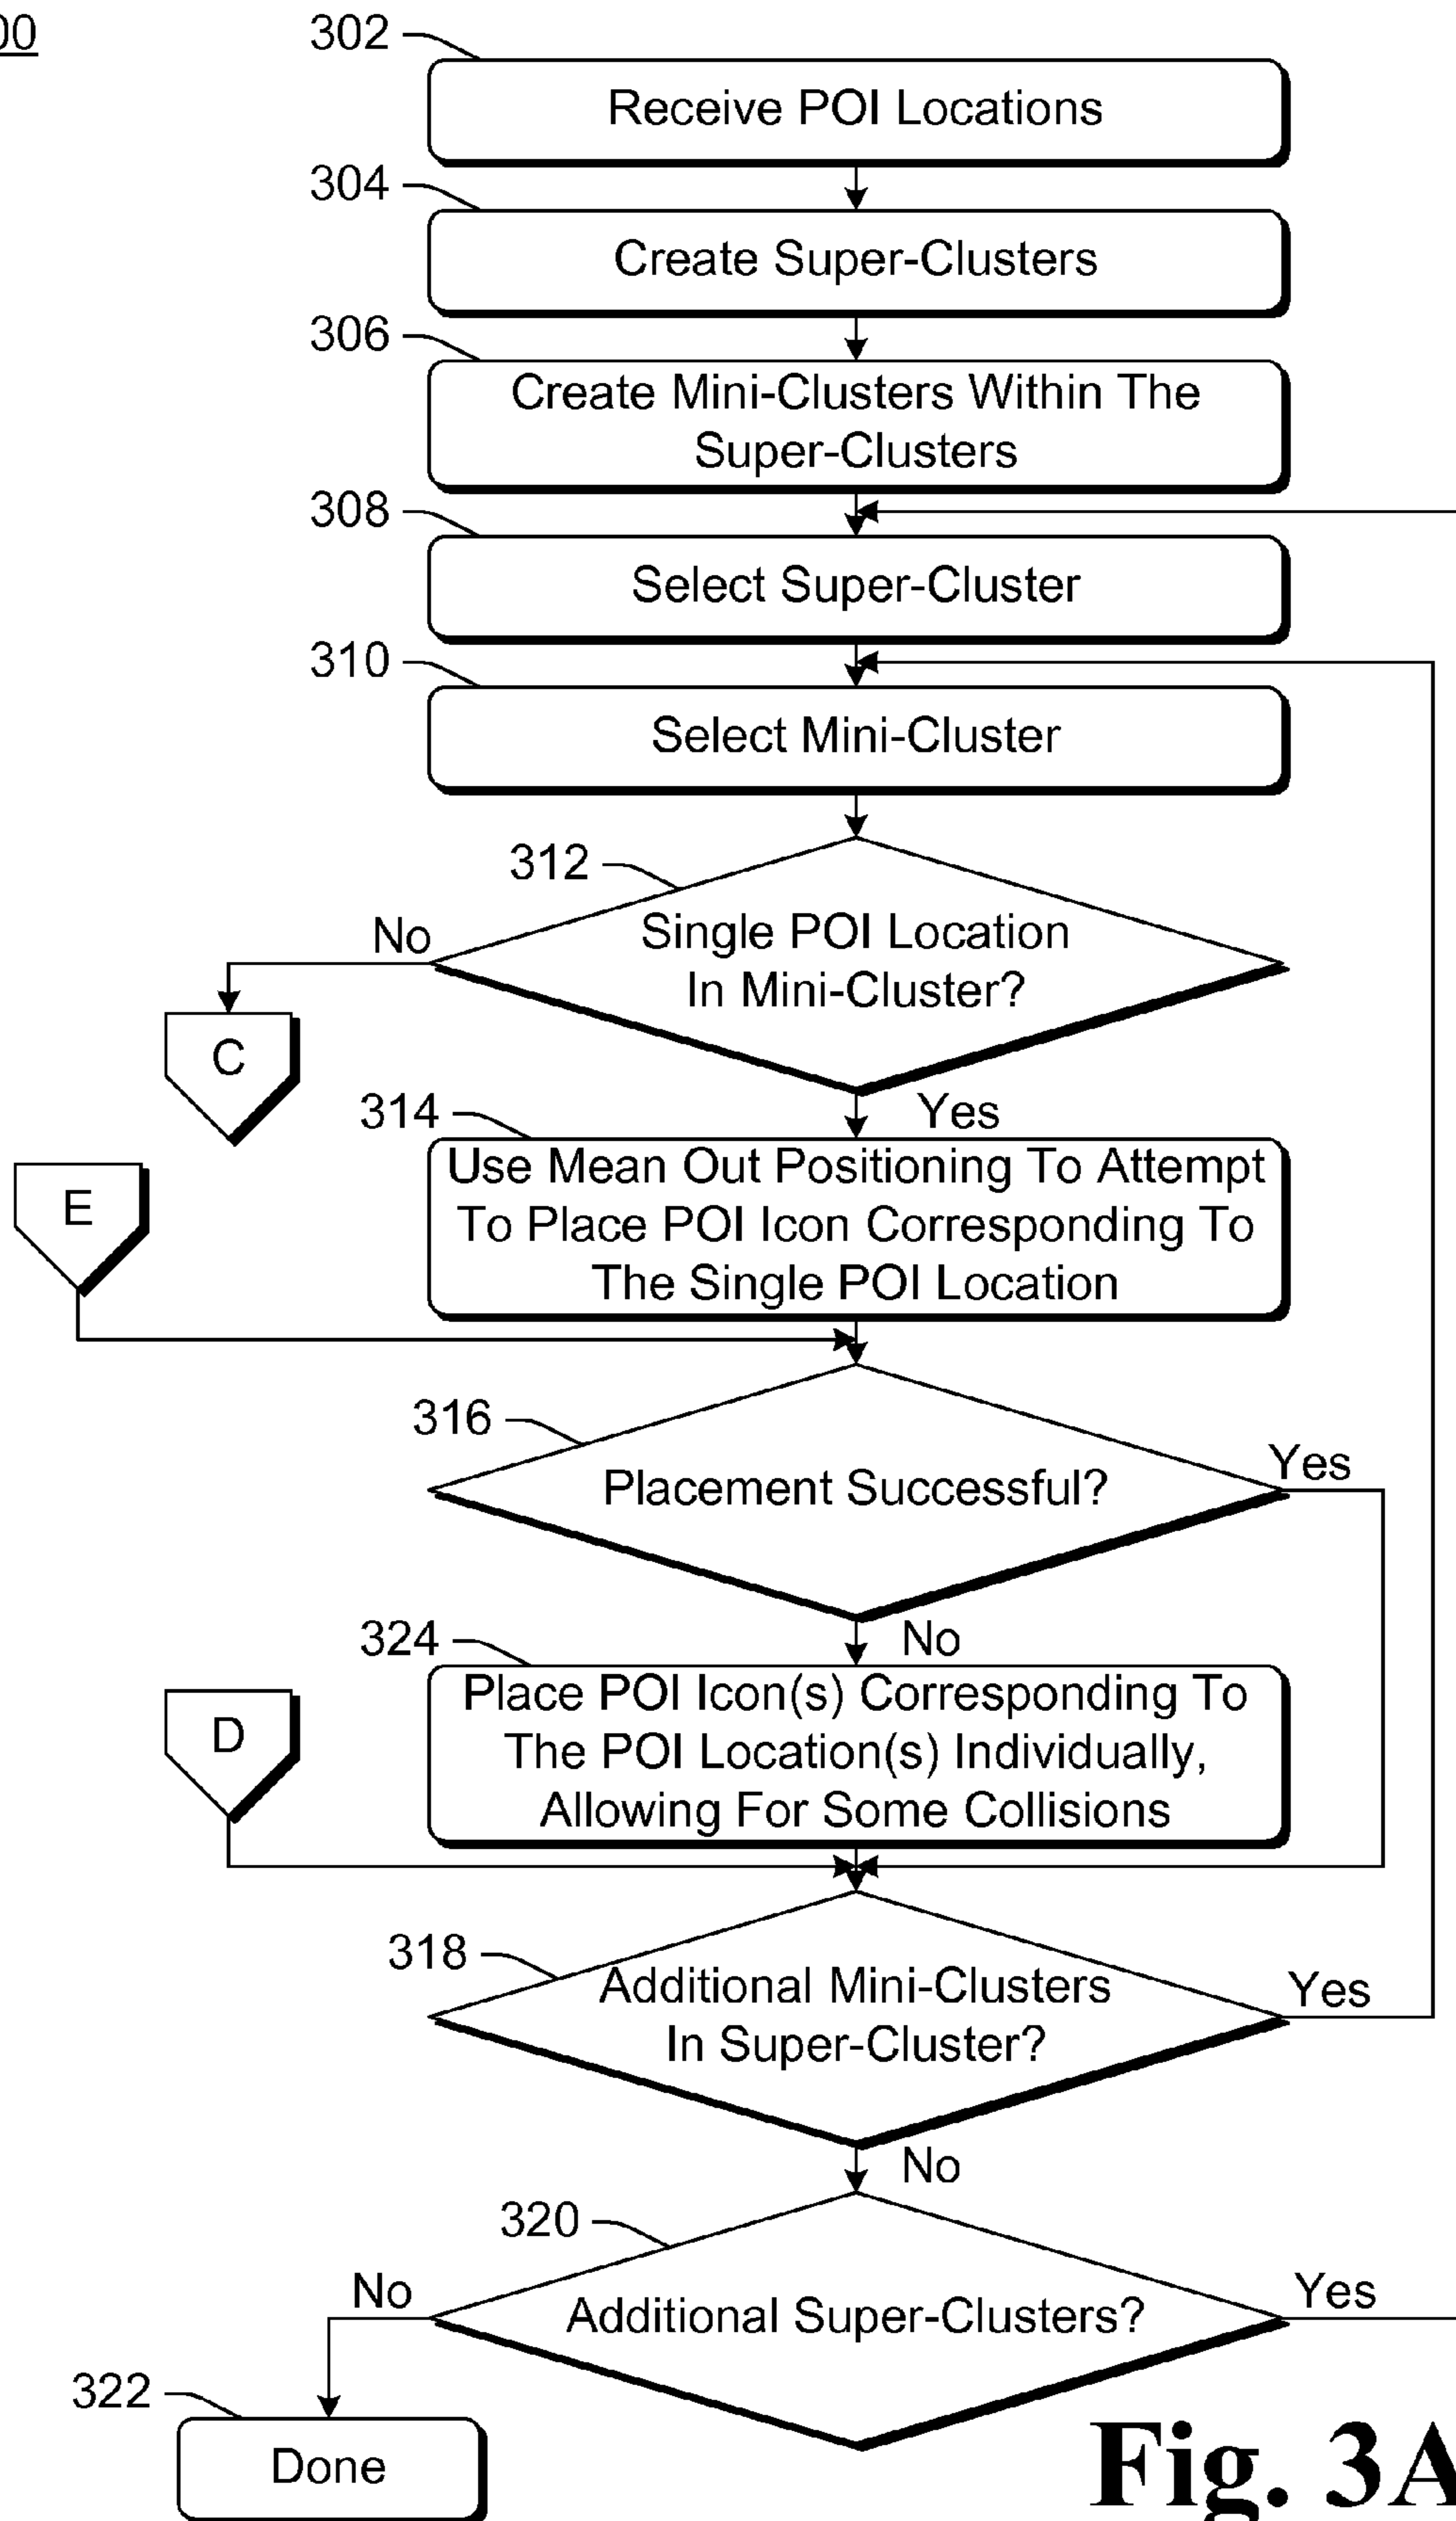 00
302
Receive POI Locations
304
Create Super-Clusters
306
Create Mini-Clusters Within The
Super-Clusters
308
Select Super-Cluster
310
Select Mini-Cluster
312
Single POI Location
In Mini-Cluster?
No
C
Yes
314
Use Mean Out Positioning To Attempt
To Place POI Icon Corresponding To
The Single POI Location
E
316
Placement Successful?
Yes
No
324
Place POI Icon(s) Corresponding To
The POI Location(s) Individually,
Allowing For Some Collisions
D
318
Additional Mini-Clusters
In Super-Cluster?
Yes
No
320
Additional Super-Clusters?
No
Yes
322
Done
Fig. 3A